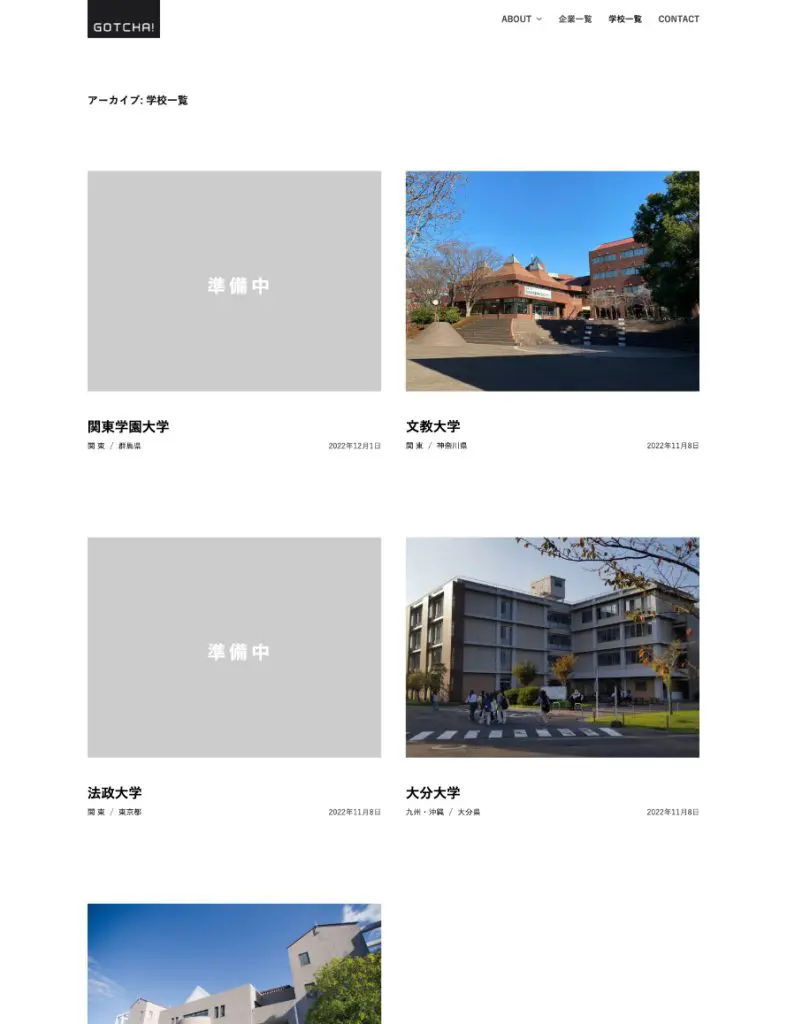 GOTCHA!
ABOUT 企業一覧 学校一覧 CONTACT
アーカイブ: 学校一覧
準備中
関東学園大学
関東 / 群馬県
2022年12月1日
文教大学
関東 / 神奈川県
2022年11月8日
準備中
法政大学
関東 / 東京都
2022年11月8日
大分大学
九州・沖縄 / 大分県
2022年11月8日